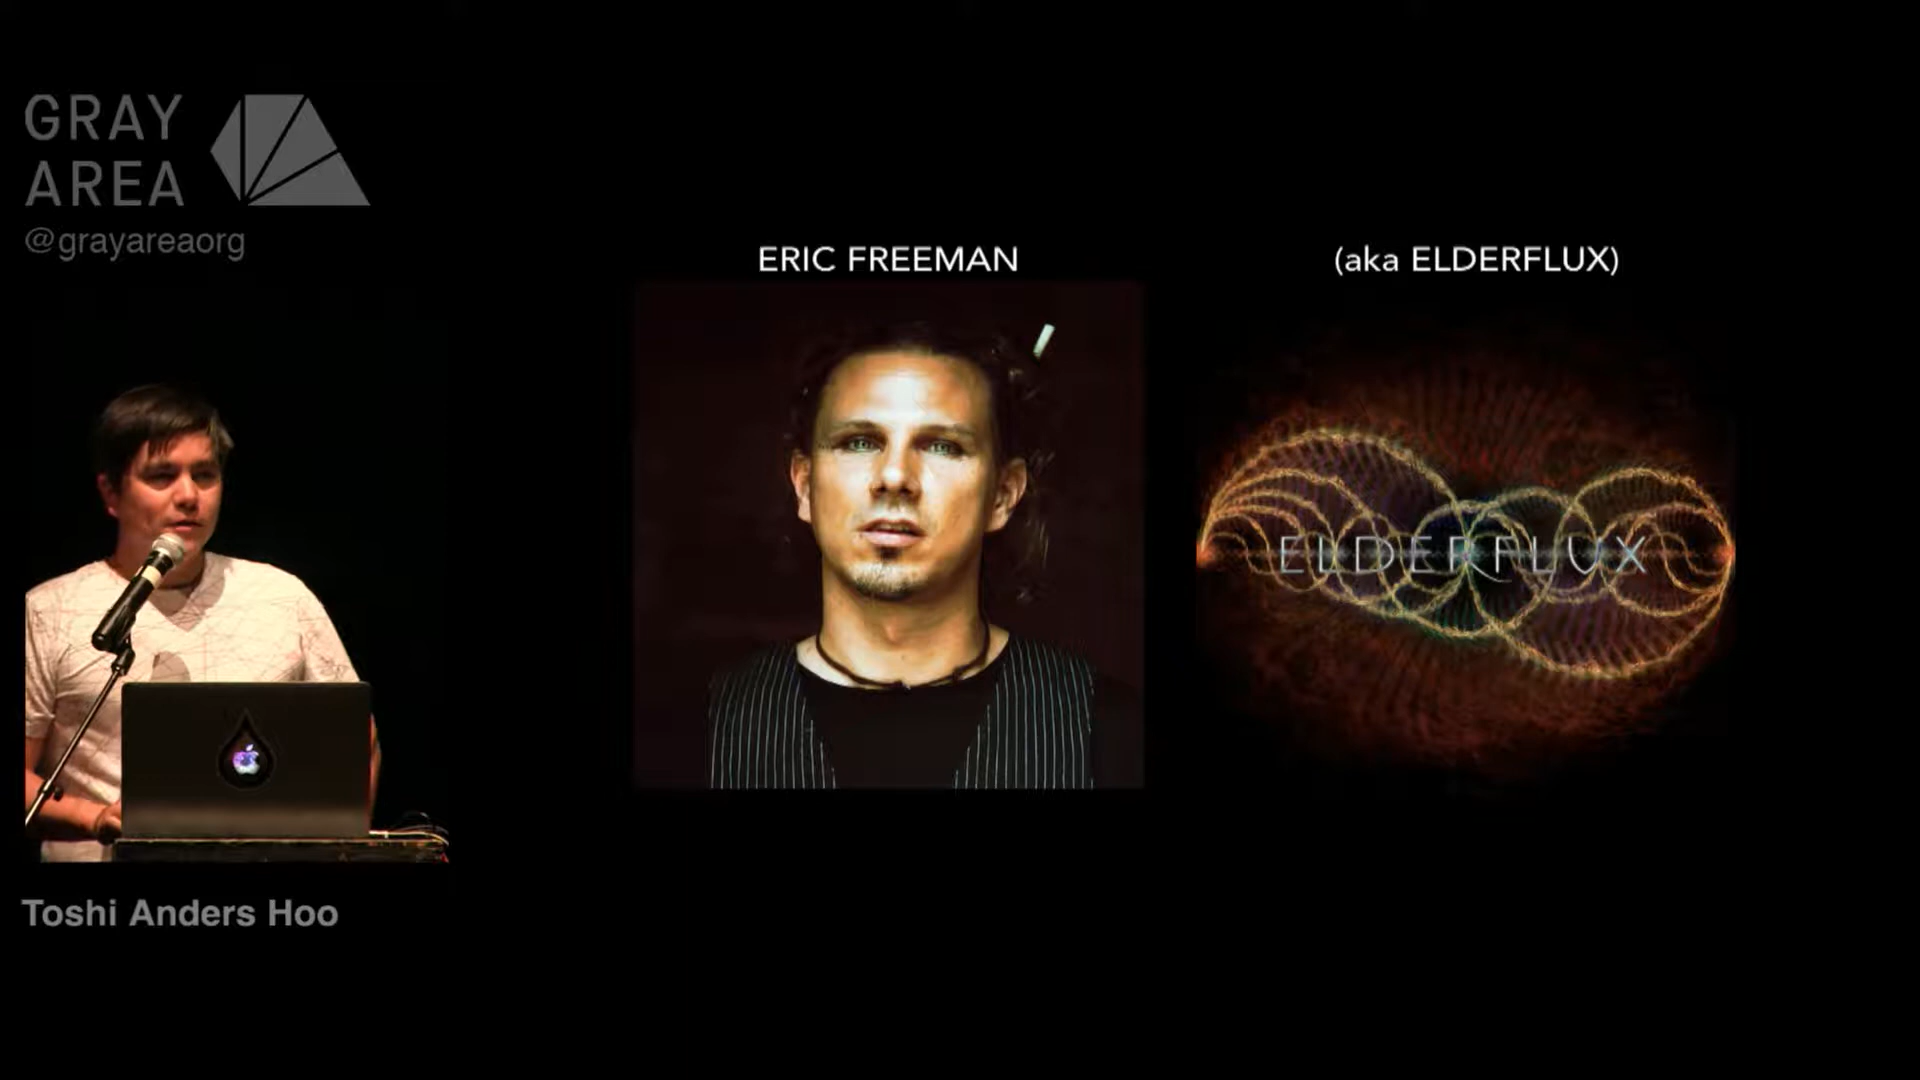 GRAY
AREA
@grayareaorg
ERIC FREEMAN
(aka ELDERFLUX)
ELDERFLUX
Toshi Anders Hoo